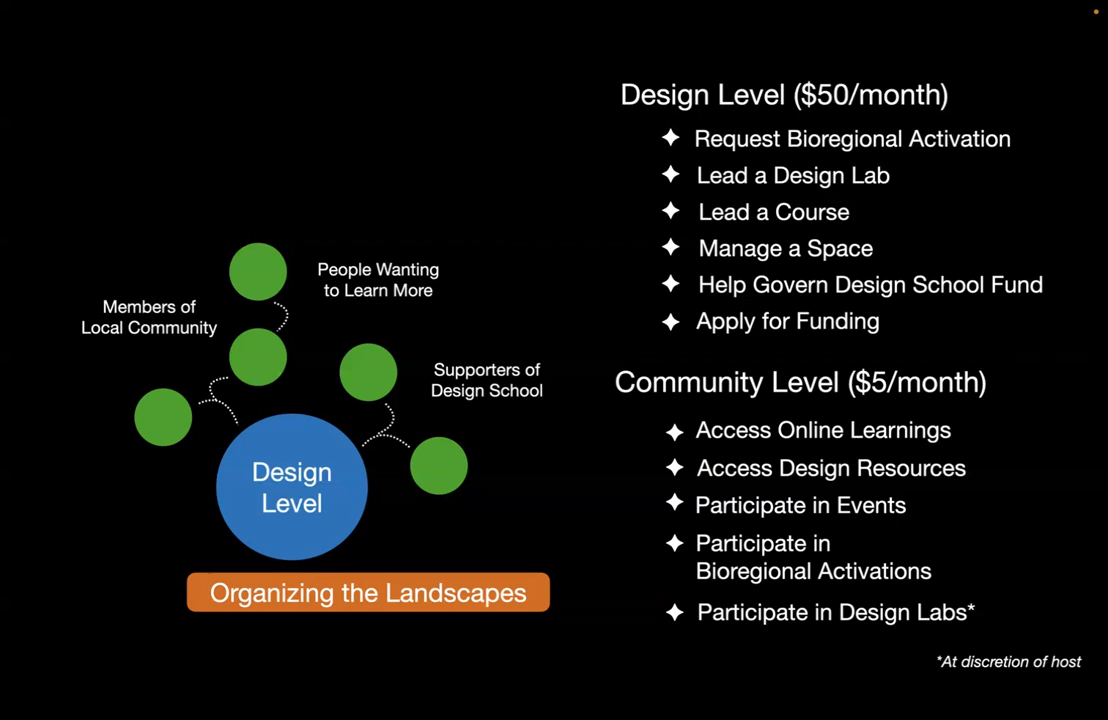 People Wanting
to Learn More
Members of
Local Community
Supporters of
Design School
Design
Level
Organizing the Landscapes
Design Level ($50/month)
Request Bioregional Activation
Lead a Design Lab
Lead a Course
Manage a Space
Help Govern Design School Fund
Apply for Funding
Community Level ($5/month)
Access Online Learnings
Access Design Resources
Participate in Events
Participate in
Bioregional Activations
Participate in Design Labs*
*At discretion of host